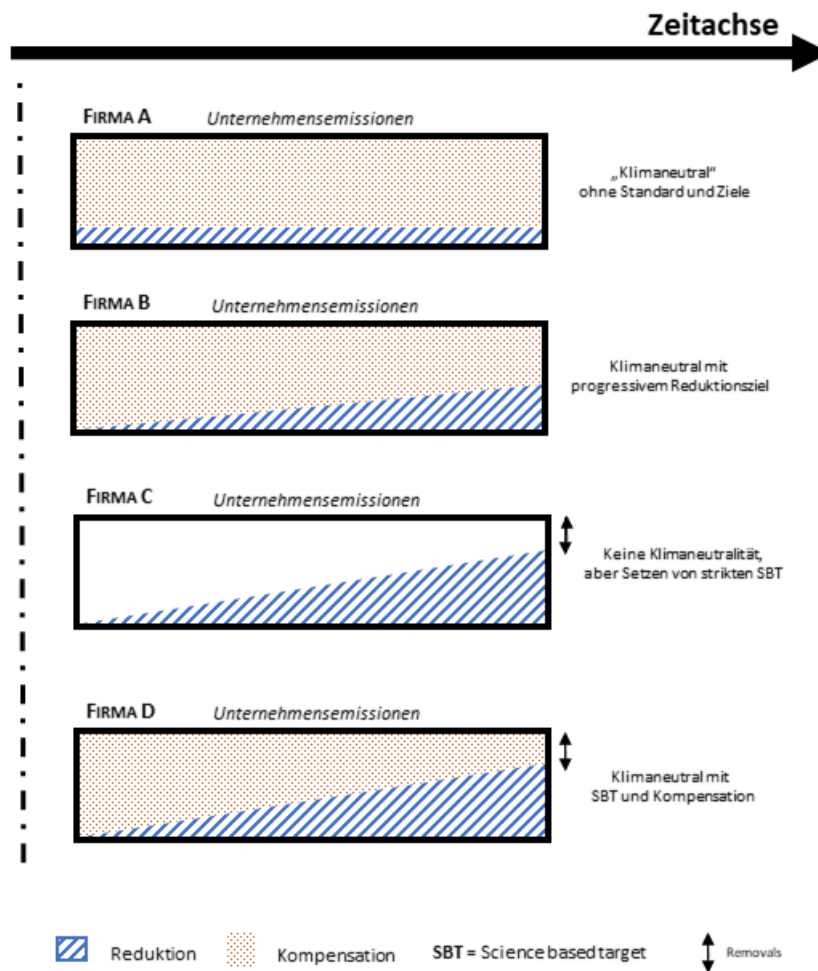 Zeitachse
FIRMA A Unternehmensemissionen
„Klimaneutral“
ohne Standard und Ziele
FIRMA B Unternehmensemissionen
Klimaneutral mit
progressivem Reduktionsziel
FIRMA C Unternehmensemissionen
Keine Klimaneutralität,
aber Setzen von strikten SBT
FIRMA D Unternehmensemissionen
Klimaneutral mit
SBT und Kompensation
Reduktion Kompensation SBT = Science based target Removals